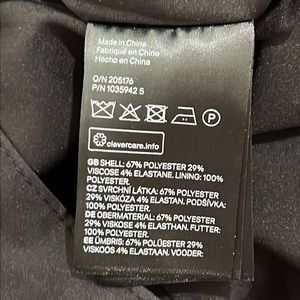 Made in China
Fabriqué en China
Hecho en China
O/N 205176
P/N 1035942 5
P
clevercare.info
GB SHELL: 67% POLYESTER 29%
VISCOSE 4% ELASTANE. LINING: 100%
POLYESTER.
CZ SVRCHNÍ LÁTKA: 67% POLYESTER
29% VISKÓZA 4% ELASTAN. PODŠÍVKA:
100% POLYESTER.
DE OBERMATERIAL: 67% POLYESTER
29% VISKOSE 4% ELASTHAN. FUTTER:
100% POLYESTER.
EE ÜMBRIS: 67% POLÜESTER 29%
VISKOOS 4% ELASTAAN. VOODER: